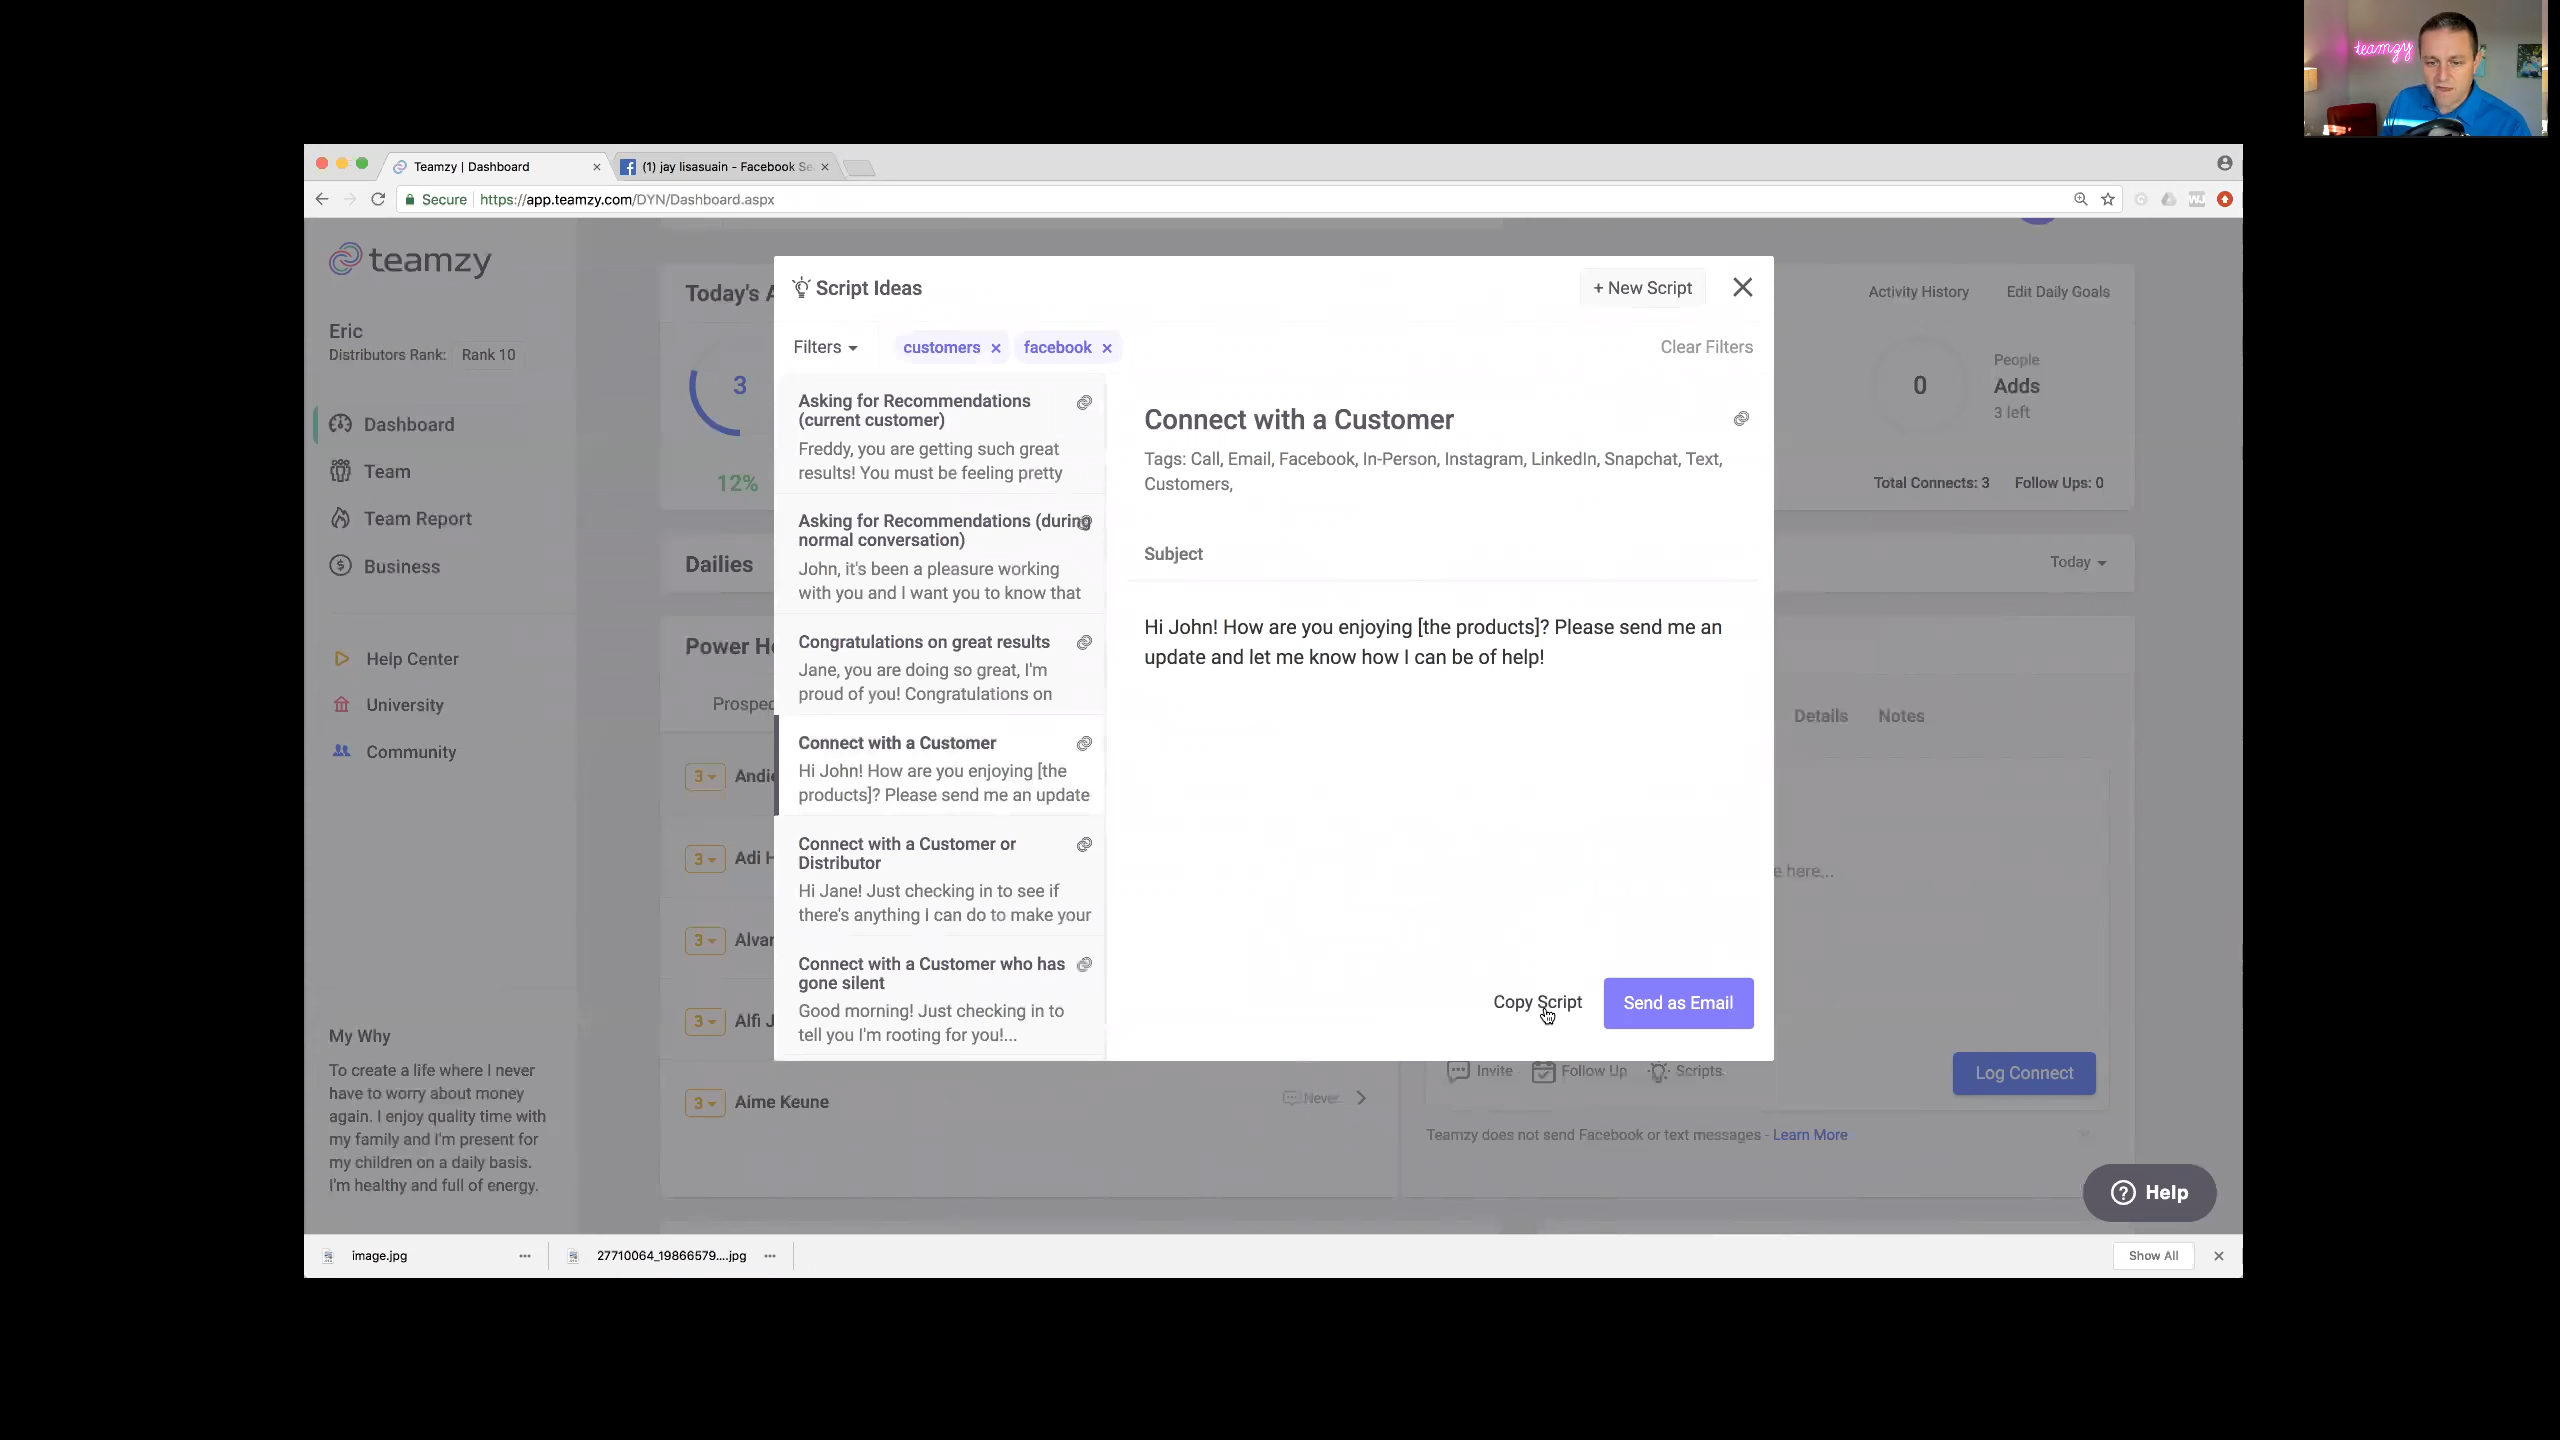 teamzy
Teamzy | Dashboard
(1) jay lisasuain - Facebook Se
Secure
https://app.teamzy.com/DYN/Dashboard.aspx
teamzy
Eric
Distributors Rank: Rank 10
Dashboard
Team
Team Report
Business
Help Center
University
Community
My Why
To create a life where I never
have to worry about money
again. I enjoy quality time with
my family and I'm present for
my children on a daily basis.
I'm healthy and full of energy.
Today's A
3
12%
Activity History
Edit Daily Goals
0
People
Adds
3 left
Total Connects: 3
Follow Ups: 0
Dailies
Today
Power H
Prospec
Details
Notes
3
Andie
3
Adi H
3
Alvar
3
Alfi J
3
Aime Keune
Never
e here...
Invite
Follow Up
Scripts
Log Connect
Teamzy does not send Facebook or text messages - Learn More
Script Ideas
+ New Script
Filters
customers
facebook
Clear Filters
Asking for Recommendations
(current customer)
Freddy, you are getting such great
results! You must be feeling pretty
Asking for Recommendations (during
normal conversation)
John, it's been a pleasure working
with you and I want you to know that
Congratulations on great results
Jane, you are doing so great, I'm
proud of you! Congratulations on
Connect with a Customer
Hi John! How are you enjoying [the
products]? Please send me an update
Connect with a Customer or
Distributor
Hi Jane! Just checking in to see if
there's anything I can do to make your
Connect with a Customer who has
gone silent
Good morning! Just checking in to
tell you I'm rooting for you!...
Connect with a Customer
Tags: Call, Email, Facebook, In-Person, Instagram, LinkedIn, Snapchat, Text,
Customers,
Subject
Hi John! How are you enjoying [the products]? Please send me an
update and let me know how I can be of help!
Copy Script
Send as Email
Help
image.jpg
27710064_19866579....jpg
Show All